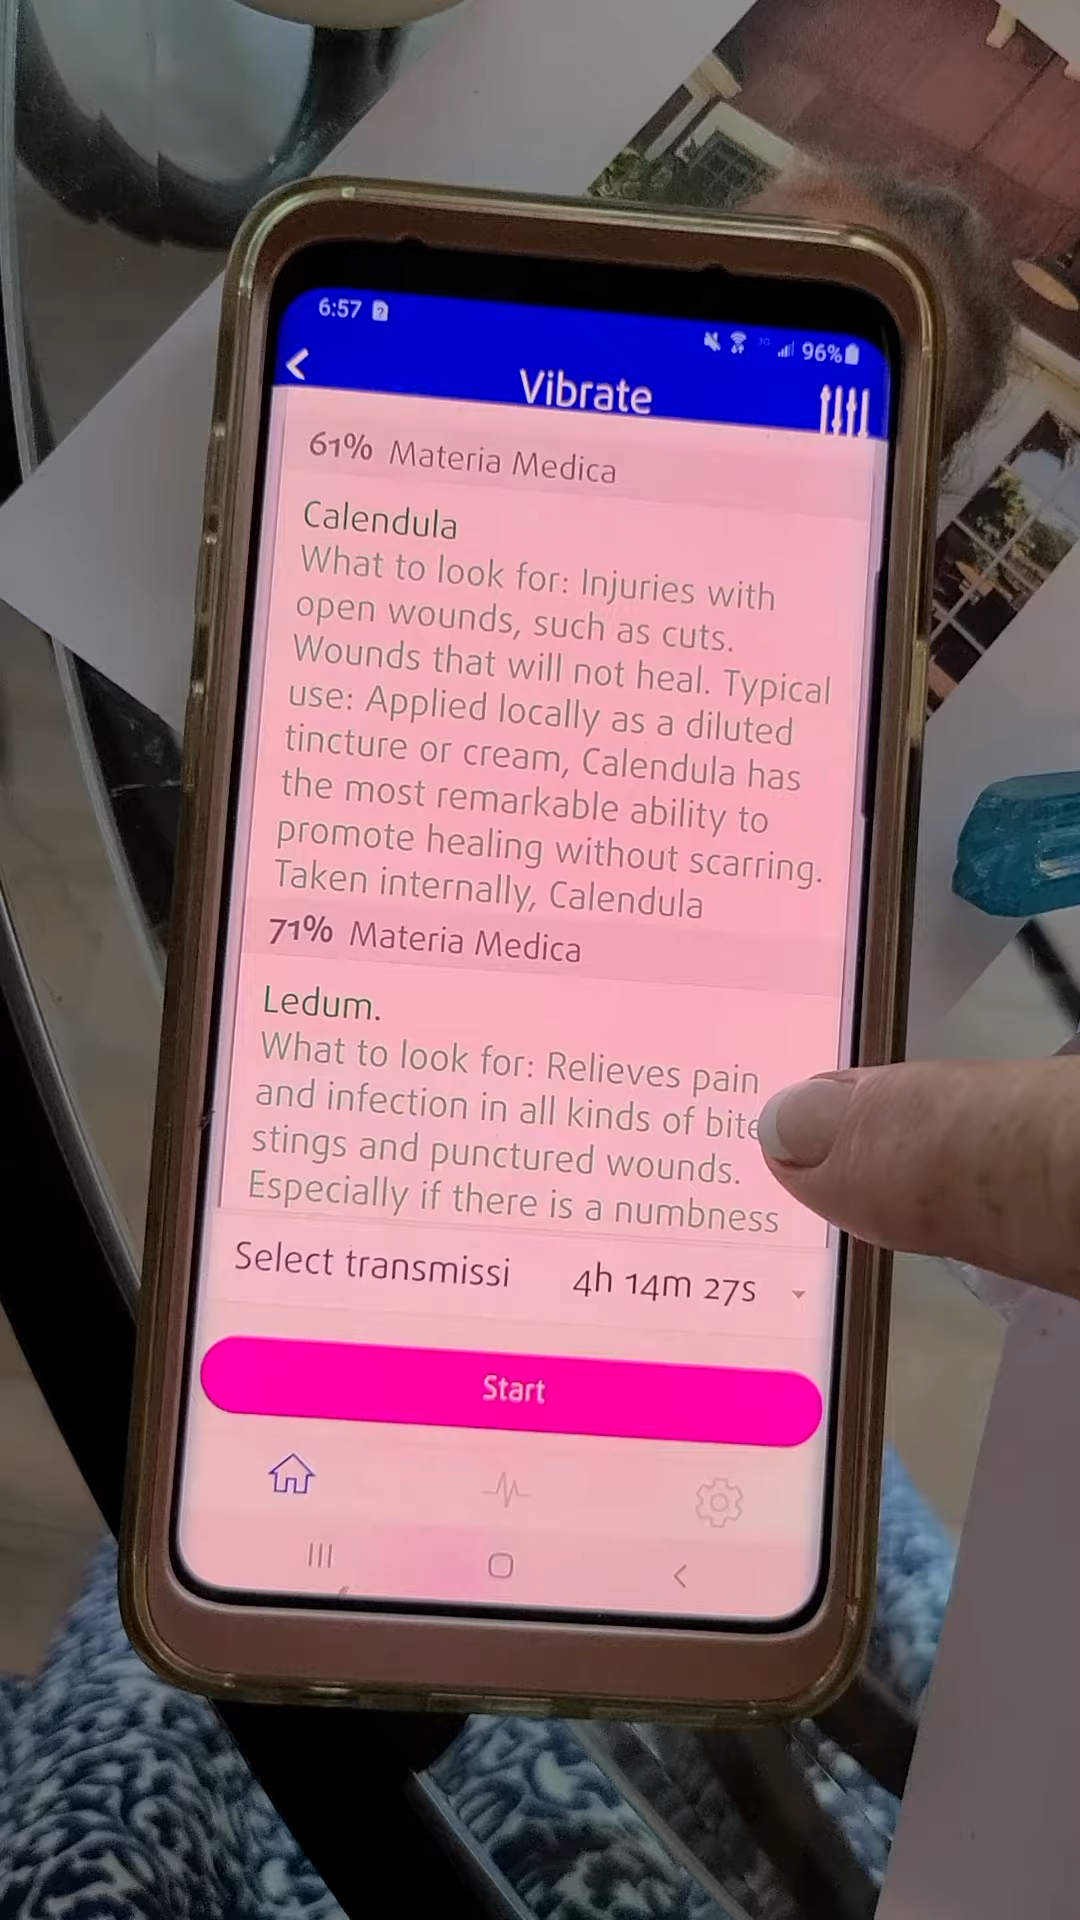 6:57
3G
96%
Vibrate
61% Materia Medica
Calendula
What to look for: Injuries with
open wounds, such as cuts.
Wounds that will not heal. Typical
use: Applied locally as a diluted
tincture or cream, Calendula has
the most remarkable ability to
promote healing without scarring.
Taken internally, Calendula
71% Materia Medica
Ledum.
What to look for: Relieves pain
and infection in all kinds of bite
stings and punctured wounds.
Especially if there is a numbness
Select transmissi 4h 14m 27s
Start